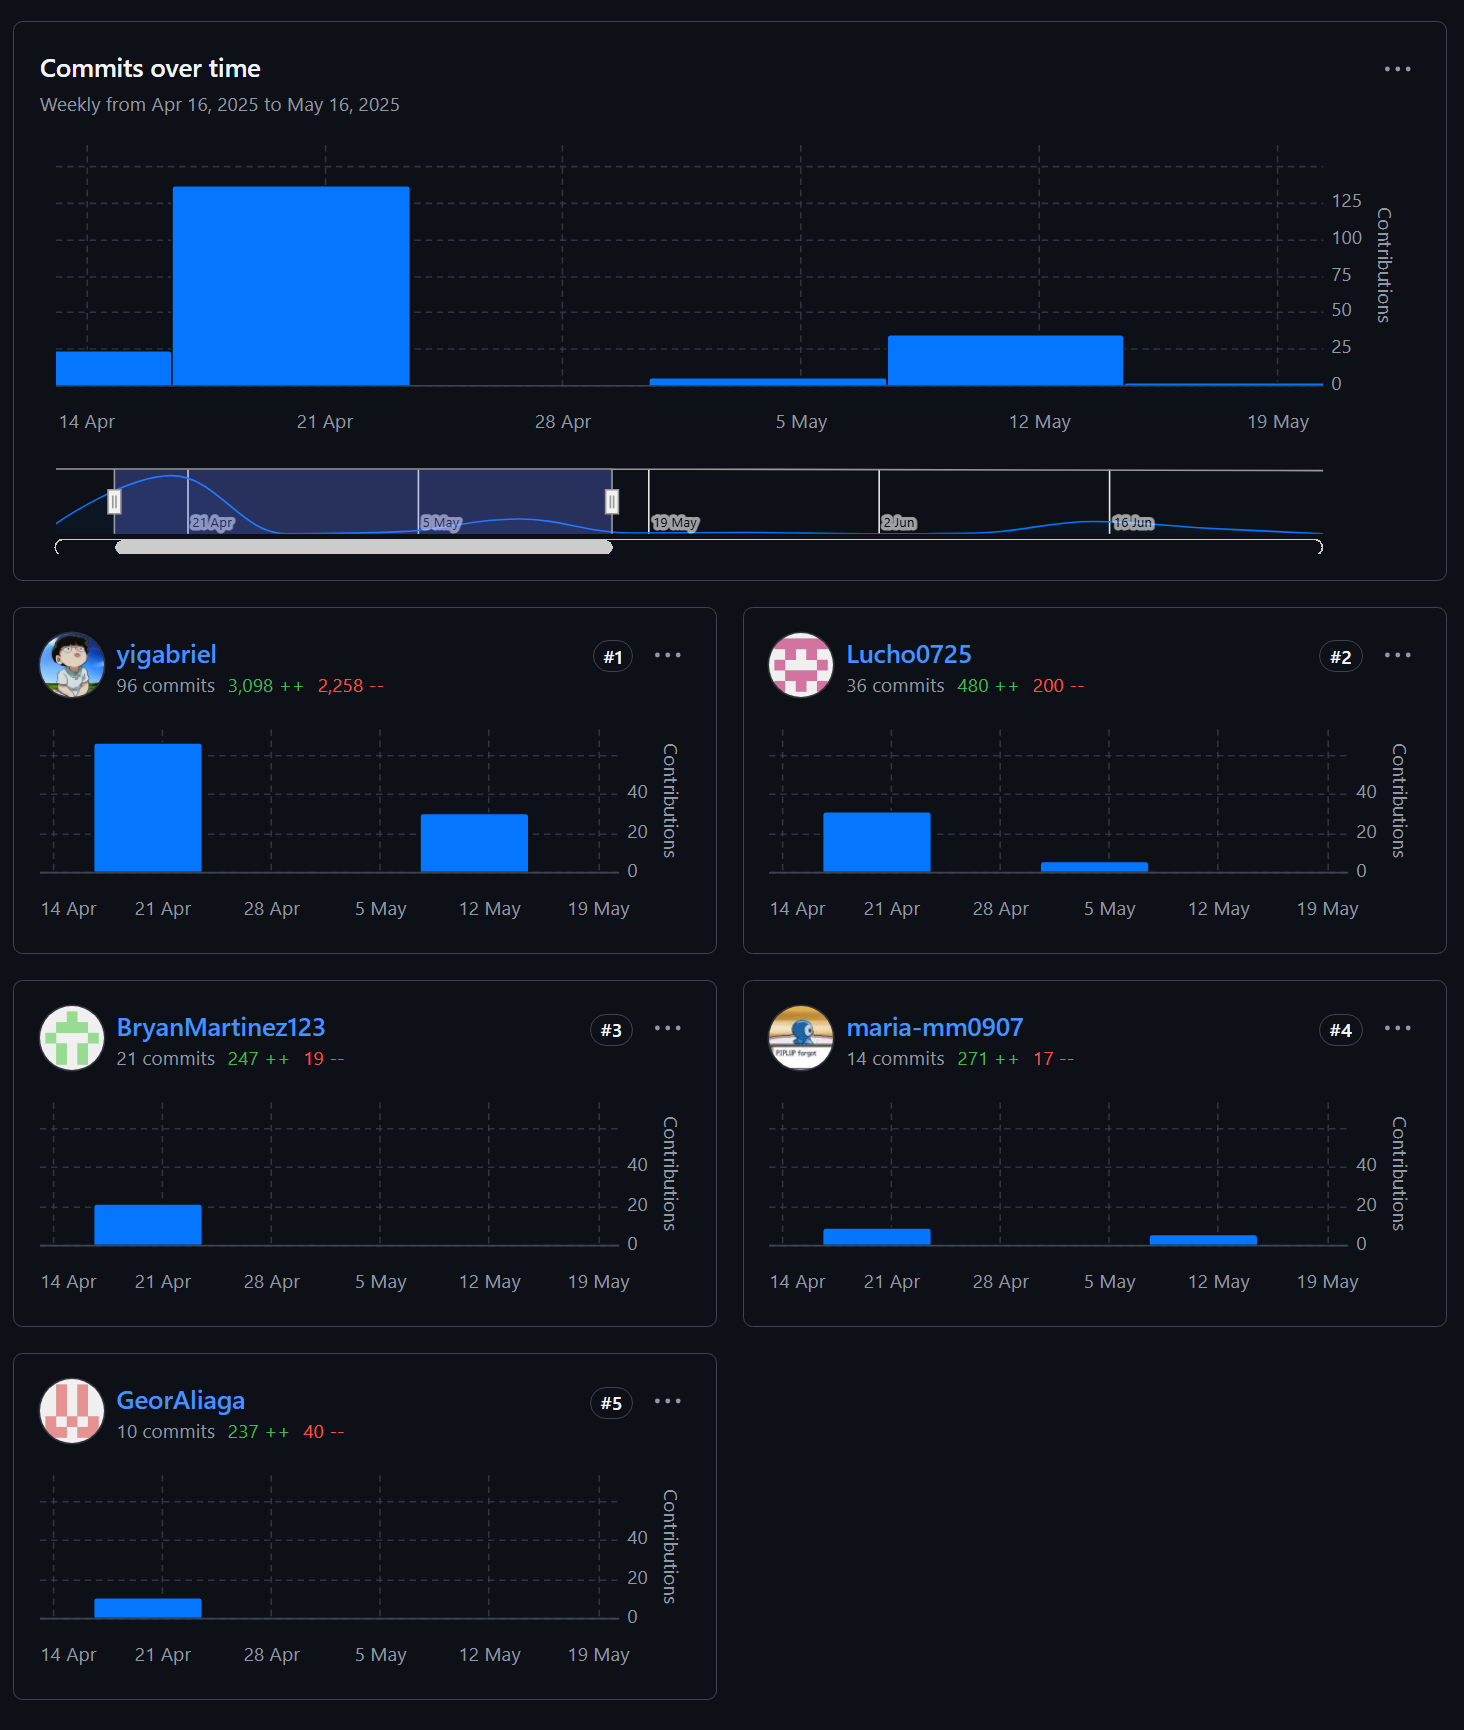 Commits over time
Weekly from Apr 16, 2025 to May 16, 2025
125
100
75
50
25
0
Contributions
14 Apr 21 Apr 28 Apr 5 May 12 May 19 May
21 Apr 5 May 19 May 2 Jun 16 Jun
yigabriel #1
96 commits 3,098 ++ 2,258 --
40
20
0
Contributions
14 Apr 21 Apr 28 Apr 5 May 12 May 19 May
Lucho0725 #2
36 commits 480 ++ 200 --
40
20
0
Contributions
14 Apr 21 Apr 28 Apr 5 May 12 May 19 May
BryanMartinez123 #3
21 commits 247 ++ 19 --
40
20
0
Contributions
14 Apr 21 Apr 28 Apr 5 May 12 May 19 May
maria-mm0907 #4
PIPLUP forgot
14 commits 271 ++ 17 --
40
20
0
Contributions
14 Apr 21 Apr 28 Apr 5 May 12 May 19 May
GeorAliaga #5
10 commits 237 ++ 40 --
40
20
0
Contributions
14 Apr 21 Apr 28 Apr 5 May 12 May 19 May